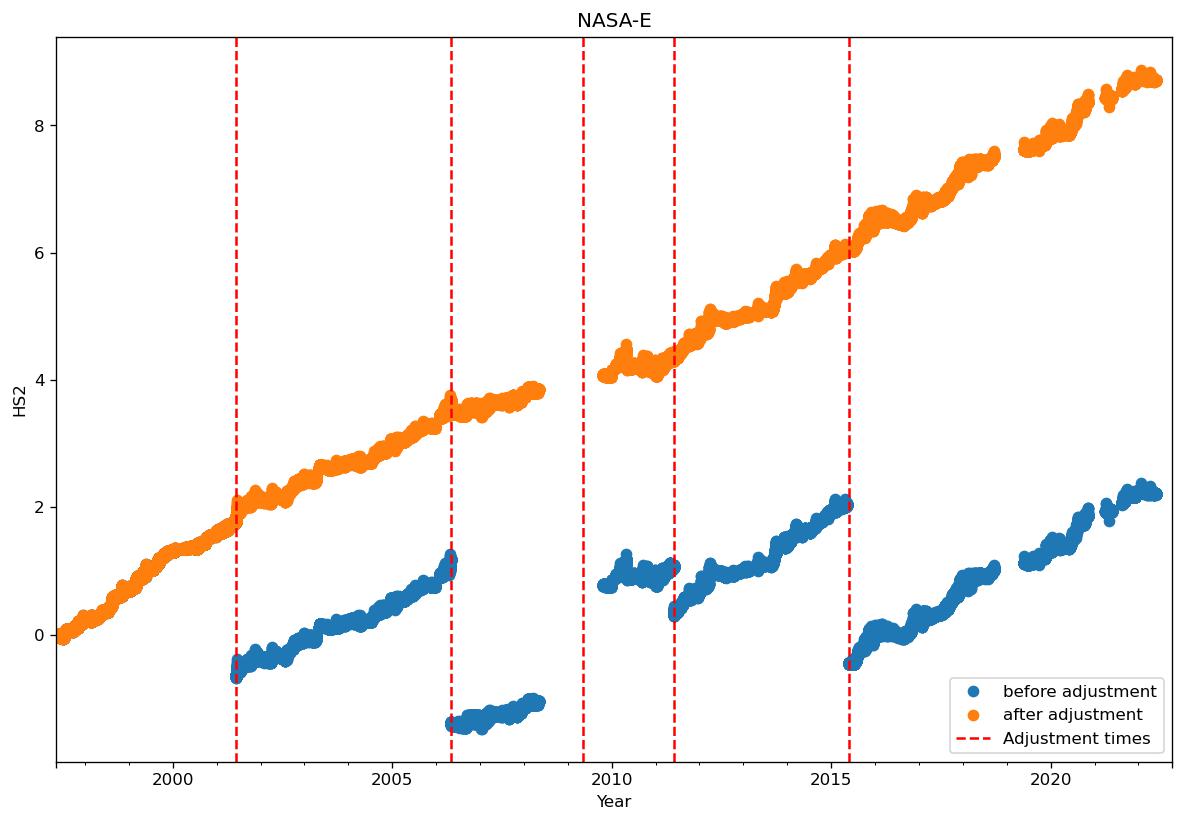 NASA-E
HS2
8
6
4
2
0
2000 2005 2010 2015 2020
Year
before adjustment
after adjustment
Adjustment times